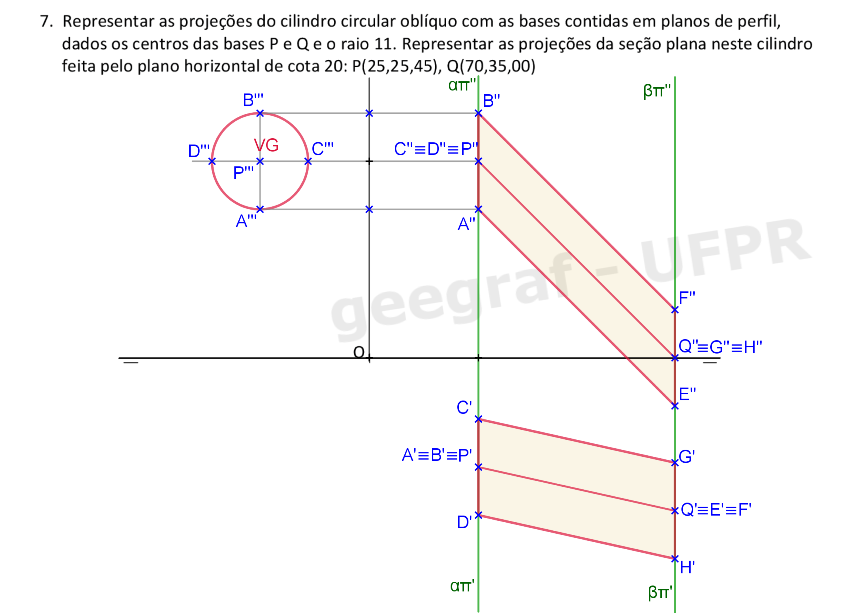 7. Representar as projeções do cilindro circular oblíquo com as bases contidas em planos de perfil,
dados os centros das bases P e Q e o raio 11. Representar as projeções da seção plana neste cilindro
feita pelo plano horizontal de cota 20: P(25,25,45), Q(70,35,00)
απ"
βπ"
B'"
B"
D'"
VG
C'"
C"≡D"≡P"
P'"
A'"
A"
geegraf - UFPR
F"
O
Q"≡G"≡H"
E"
C'
A'≡B'≡P'
G'
D'
Q'≡E'≡F'
H'
απ'
βπ'